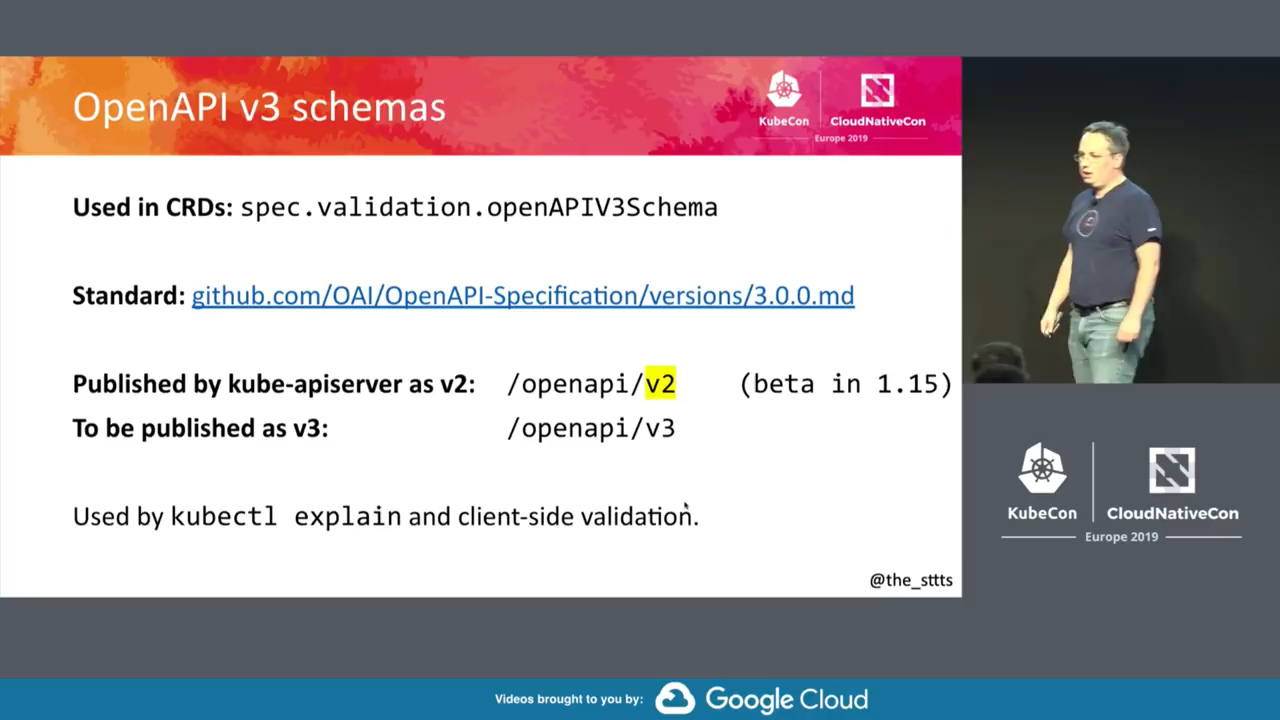 OpenAPI v3 schemas
KubeCon
CloudNativeCon
Europe 2019
Used in CRDs: spec.validation.openAPIV3Schema
Standard: github.com/OAI/OpenAPI-Specification/versions/3.0.0.md
Published by kube-apiserver as v2: /openapi/v2 (beta in 1.15)
To be published as v3: /openapi/v3
Used by kubectl explain and client-side validation.
@the_sttts
KubeCon
CloudNativeCon
Europe 2019
Videos brought to you by: Google Cloud